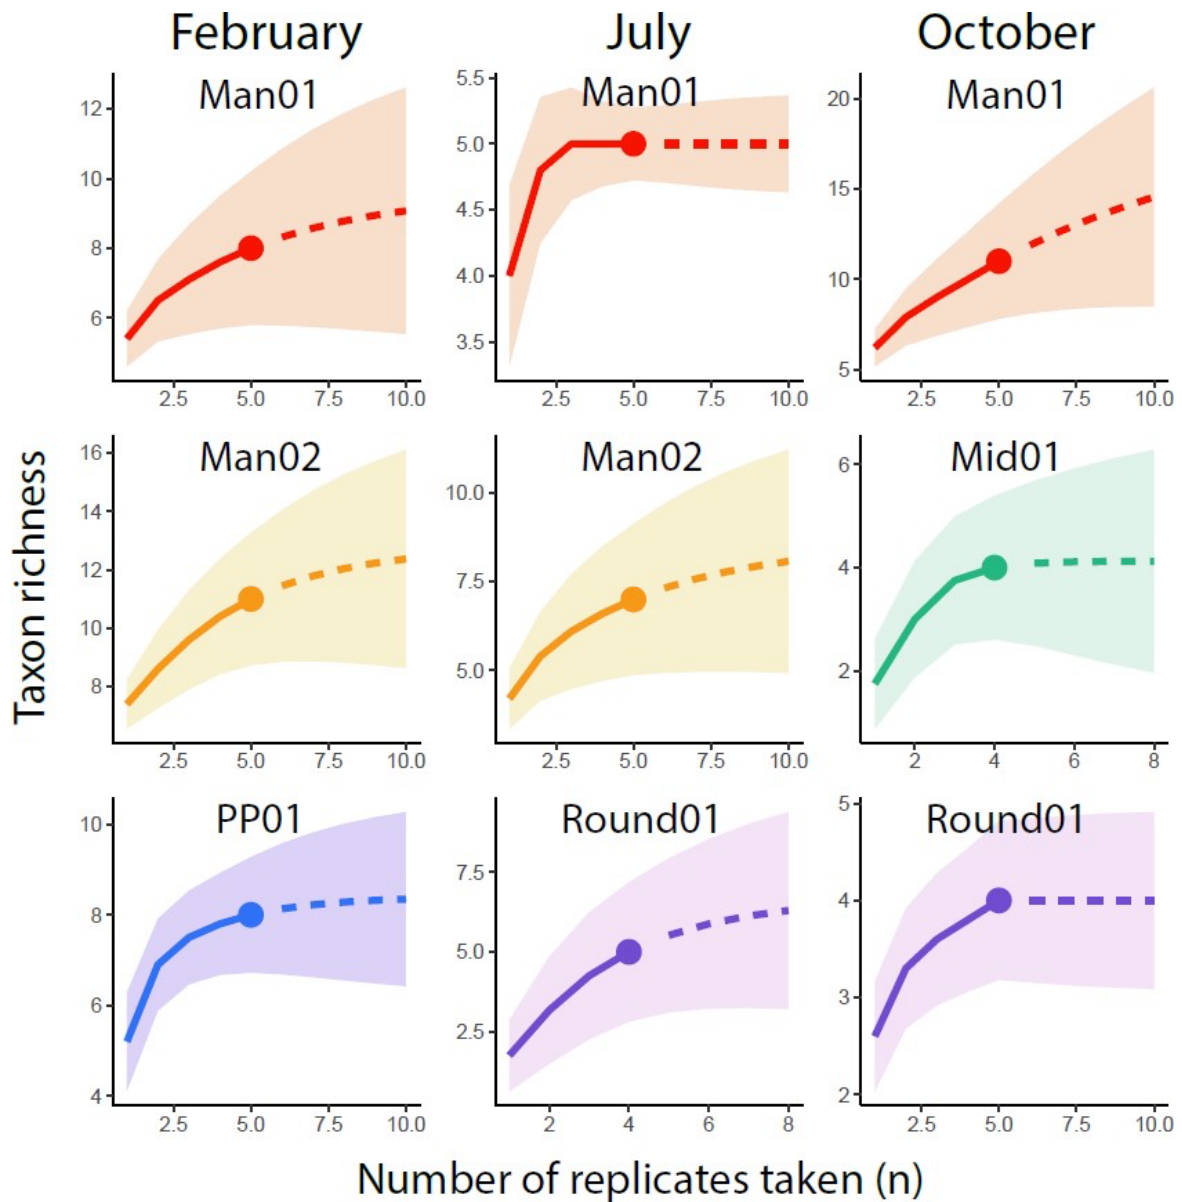 February July October
Man01 Man01 Man01
12
10
8
6
2.5 5.0 7.5 10.0
5.5
5.0
4.5
4.0
3.5
2.5 5.0 7.5 10.0
20
15
10
5
2.5 5.0 7.5 10.0
Taxon richness
Man02 Man02 Mid01
16
14
12
10
8
2.5 5.0 7.5 10.0
10.0
7.5
5.0
2.5 5.0 7.5 10.0
6
4
2
2 4 6 8
PP01 Round01 Round01
10
8
6
4
2.5 5.0 7.5 10.0
7.5
5.0
2.5
2 4 6 8
5
4
3
2
2.5 5.0 7.5 10.0
Number of replicates taken (n)